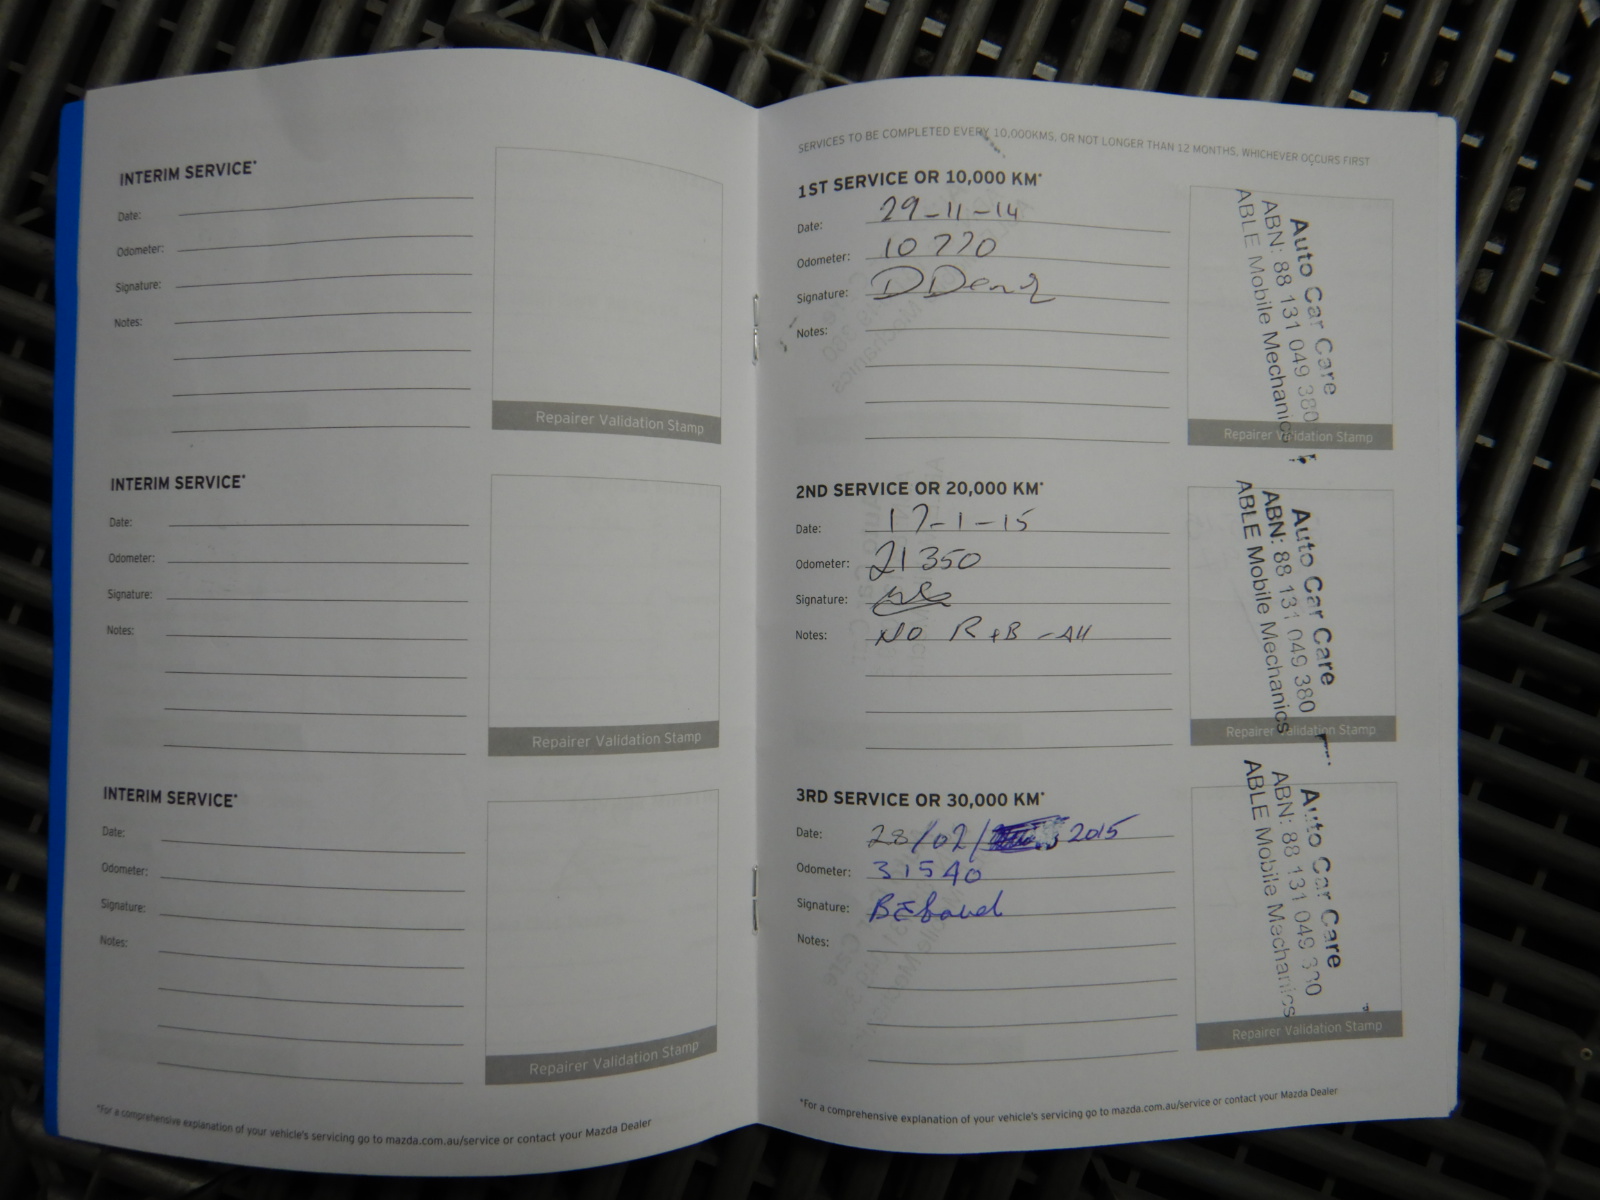 INTERIM SERVICE*
Date:
Odometer:
Signature:
Notes:
Repairer Validation Stamp
INTERIM SERVICE*
Date:
Odometer:
Signature:
Notes:
Repairer Validation Stamp
INTERIM SERVICE*
Date:
Odometer:
Signature:
Notes:
Repairer Validation Stamp
*For a comprehensive explanation of your vehicle's servicing go to mazda.com.au/service or contact your Mazda Dealer
SERVICES TO BE COMPLETED EVERY 10,000KMS, OR NOT LONGER THAN 12 MONTHS, WHICHEVER OCCURS FIRST
1ST SERVICE OR 10,000 KM*
Date: 29-11-14
Odometer: 10770
Signature:
Notes:
Auto Car Care
ABN: 88 131 049 380
ABLE Mobile Mechanics
Repairer Validation Stamp
2ND SERVICE OR 20,000 KM*
Date: 17-1-15
Odometer: 21350
Signature:
Notes: NO R+B
Auto Car Care
ABN: 88 131 049 380
ABLE Mobile Mechanics
Repairer Validation Stamp
3RD SERVICE OR 30,000 KM*
Date: 28/02/ 2015
Odometer: 31540
Signature:
Notes:
Auto Car Care
ABN: 88 131 049 380
ABLE Mobile Mechanics
Repairer Validation Stamp
*For a comprehensive explanation of your vehicle's servicing go to mazda.com.au/service or contact your Mazda Dealer